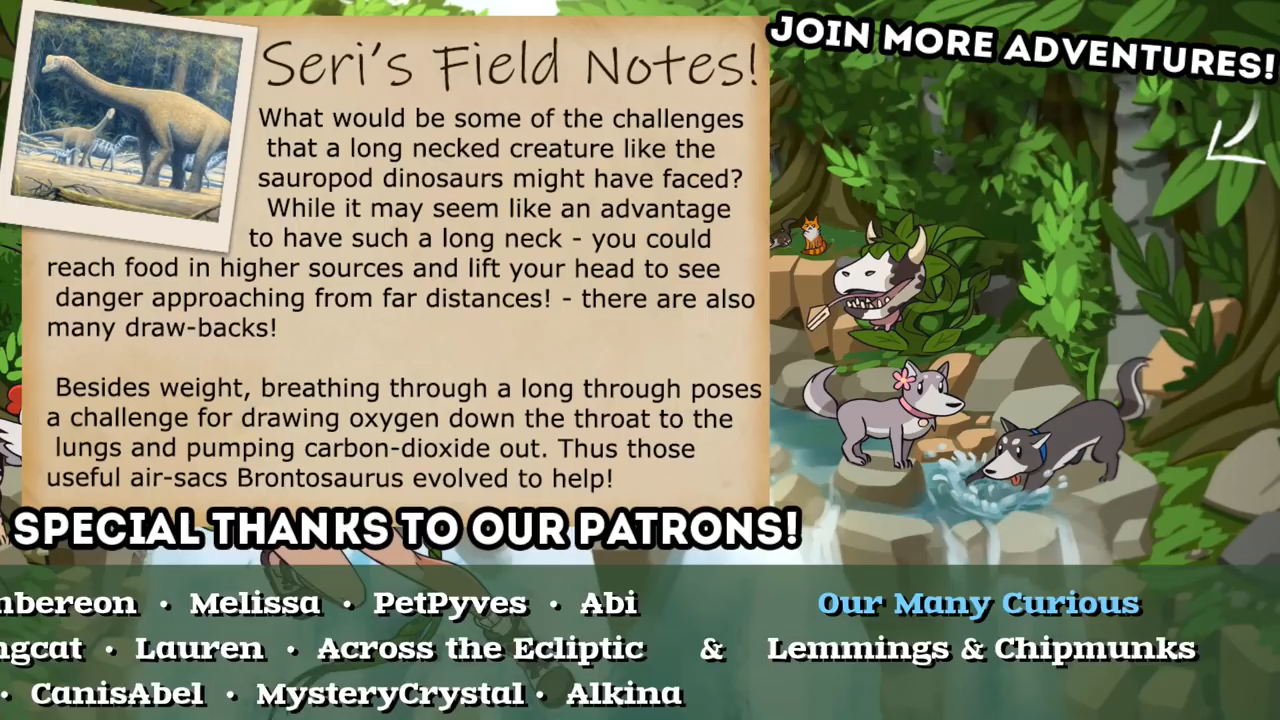 Seri's Field Notes!
JOIN MORE ADVENTURES!
What would be some of the challenges
that a long necked creature like the
sauropod dinosaurs might have faced?
While it may seem like an advantage
to have such a long neck - you could
reach food in higher sources and lift your head to see
danger approaching from far distances! - there are also
many draw-backs!
Besides weight, breathing through a long through poses
a challenge for drawing oxygen down the throat to the
lungs and pumping carbon-dioxide out. Thus those
useful air-sacs Brontosaurus evolved to help!
SPECIAL THANKS TO OUR PATRONS!
· Melissa · PetPyves · Abi
Our Many Curious
· Lauren · Across the Ecliptic & Lemmings & Chipmunks
· CanisAbel · MysteryCrystal · Alkina